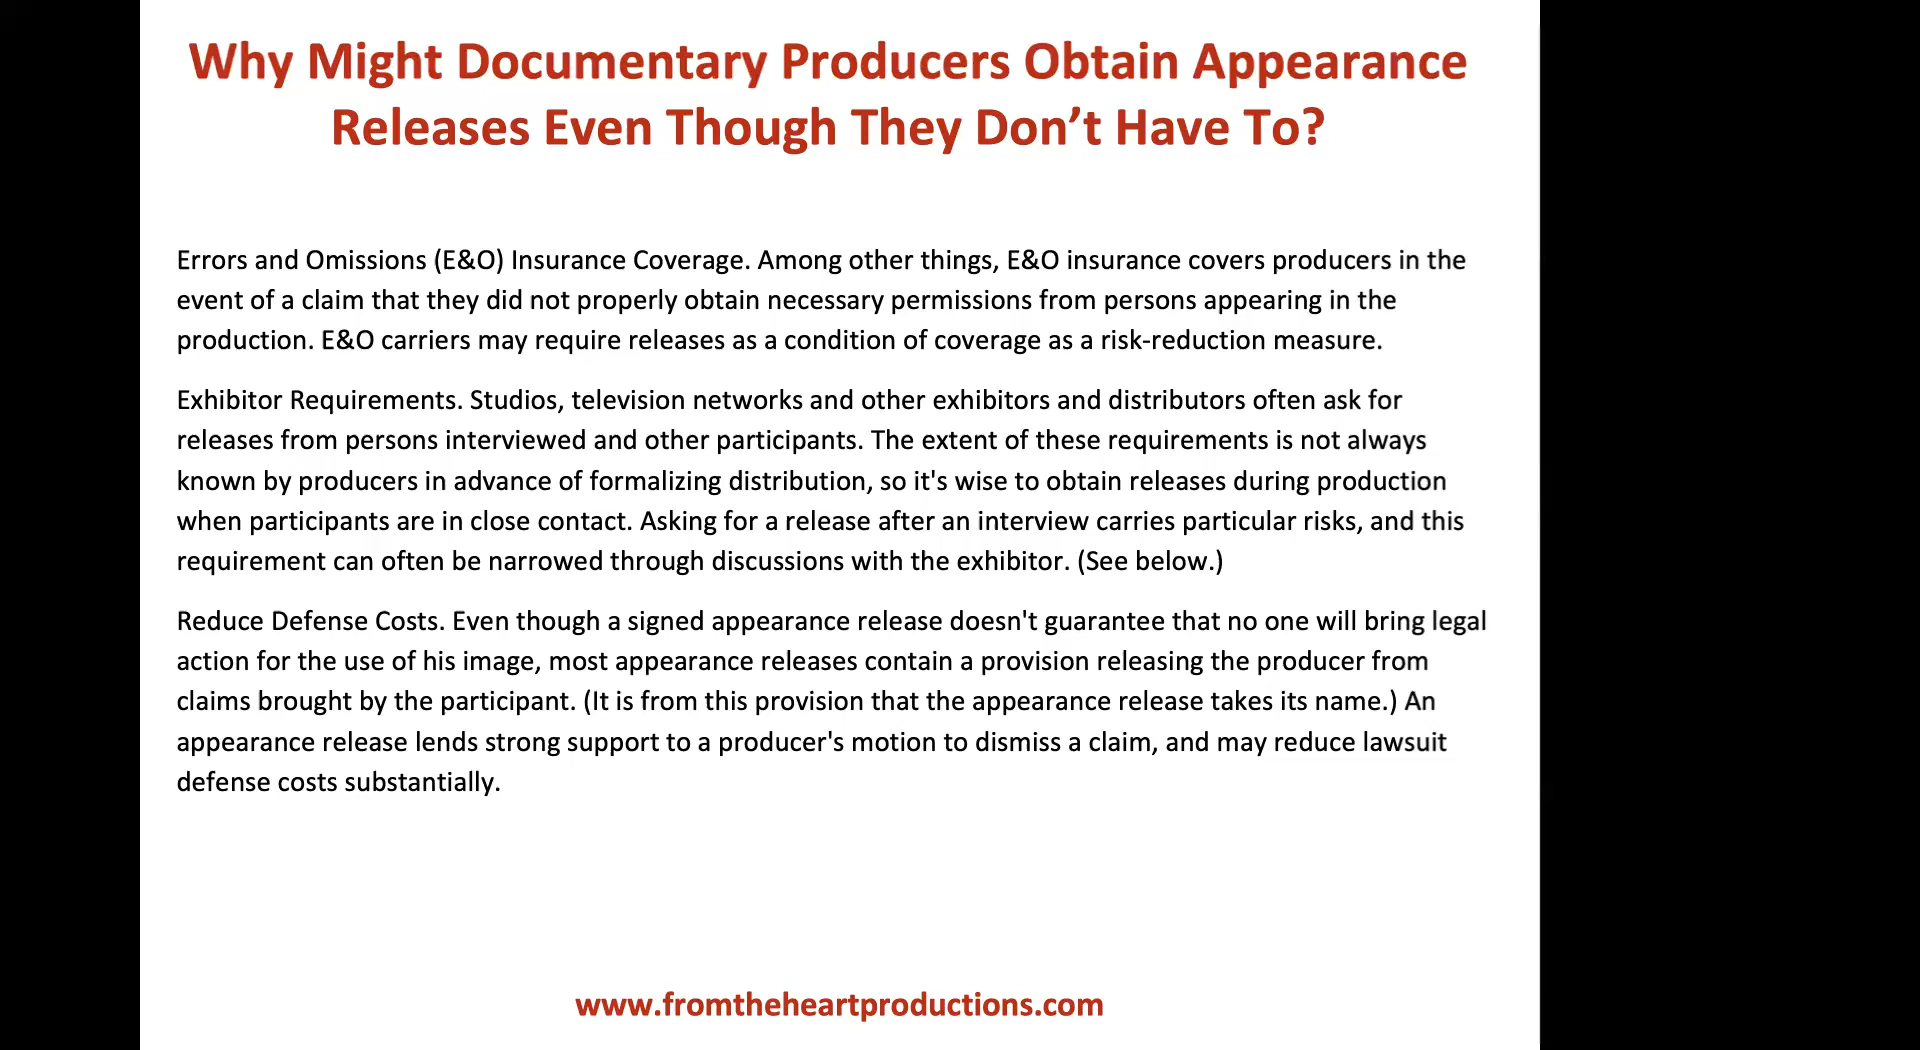 Why Might Documentary Producers Obtain Appearance
Releases Even Though They Don’t Have To?
Errors and Omissions (E&O) Insurance Coverage. Among other things, E&O insurance covers producers in the
event of a claim that they did not properly obtain necessary permissions from persons appearing in the
production. E&O carriers may require releases as a condition of coverage as a risk-reduction measure.
Exhibitor Requirements. Studios, television networks and other exhibitors and distributors often ask for
releases from persons interviewed and other participants. The extent of these requirements is not always
known by producers in advance of formalizing distribution, so it's wise to obtain releases during production
when participants are in close contact. Asking for a release after an interview carries particular risks, and this
requirement can often be narrowed through discussions with the exhibitor. (See below.)
Reduce Defense Costs. Even though a signed appearance release doesn't guarantee that no one will bring legal
action for the use of his image, most appearance releases contain a provision releasing the producer from
claims brought by the participant. (It is from this provision that the appearance release takes its name.) An
appearance release lends strong support to a producer's motion to dismiss a claim, and may reduce lawsuit
defense costs substantially.
www.fromtheheartproductions.com